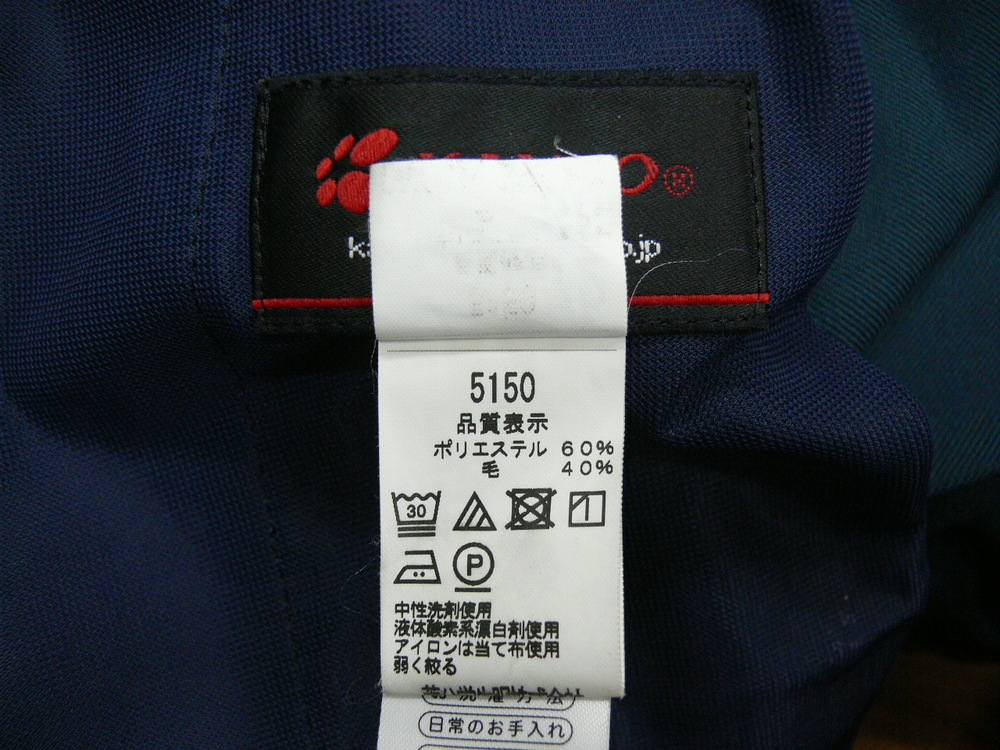 5150
品質表示
ポリエステル 60%
毛 40%
30
P
中性洗剤使用
液体酸素系漂白剤使用
アイロンは当て布使用
弱く絞る
日常のお手入れ